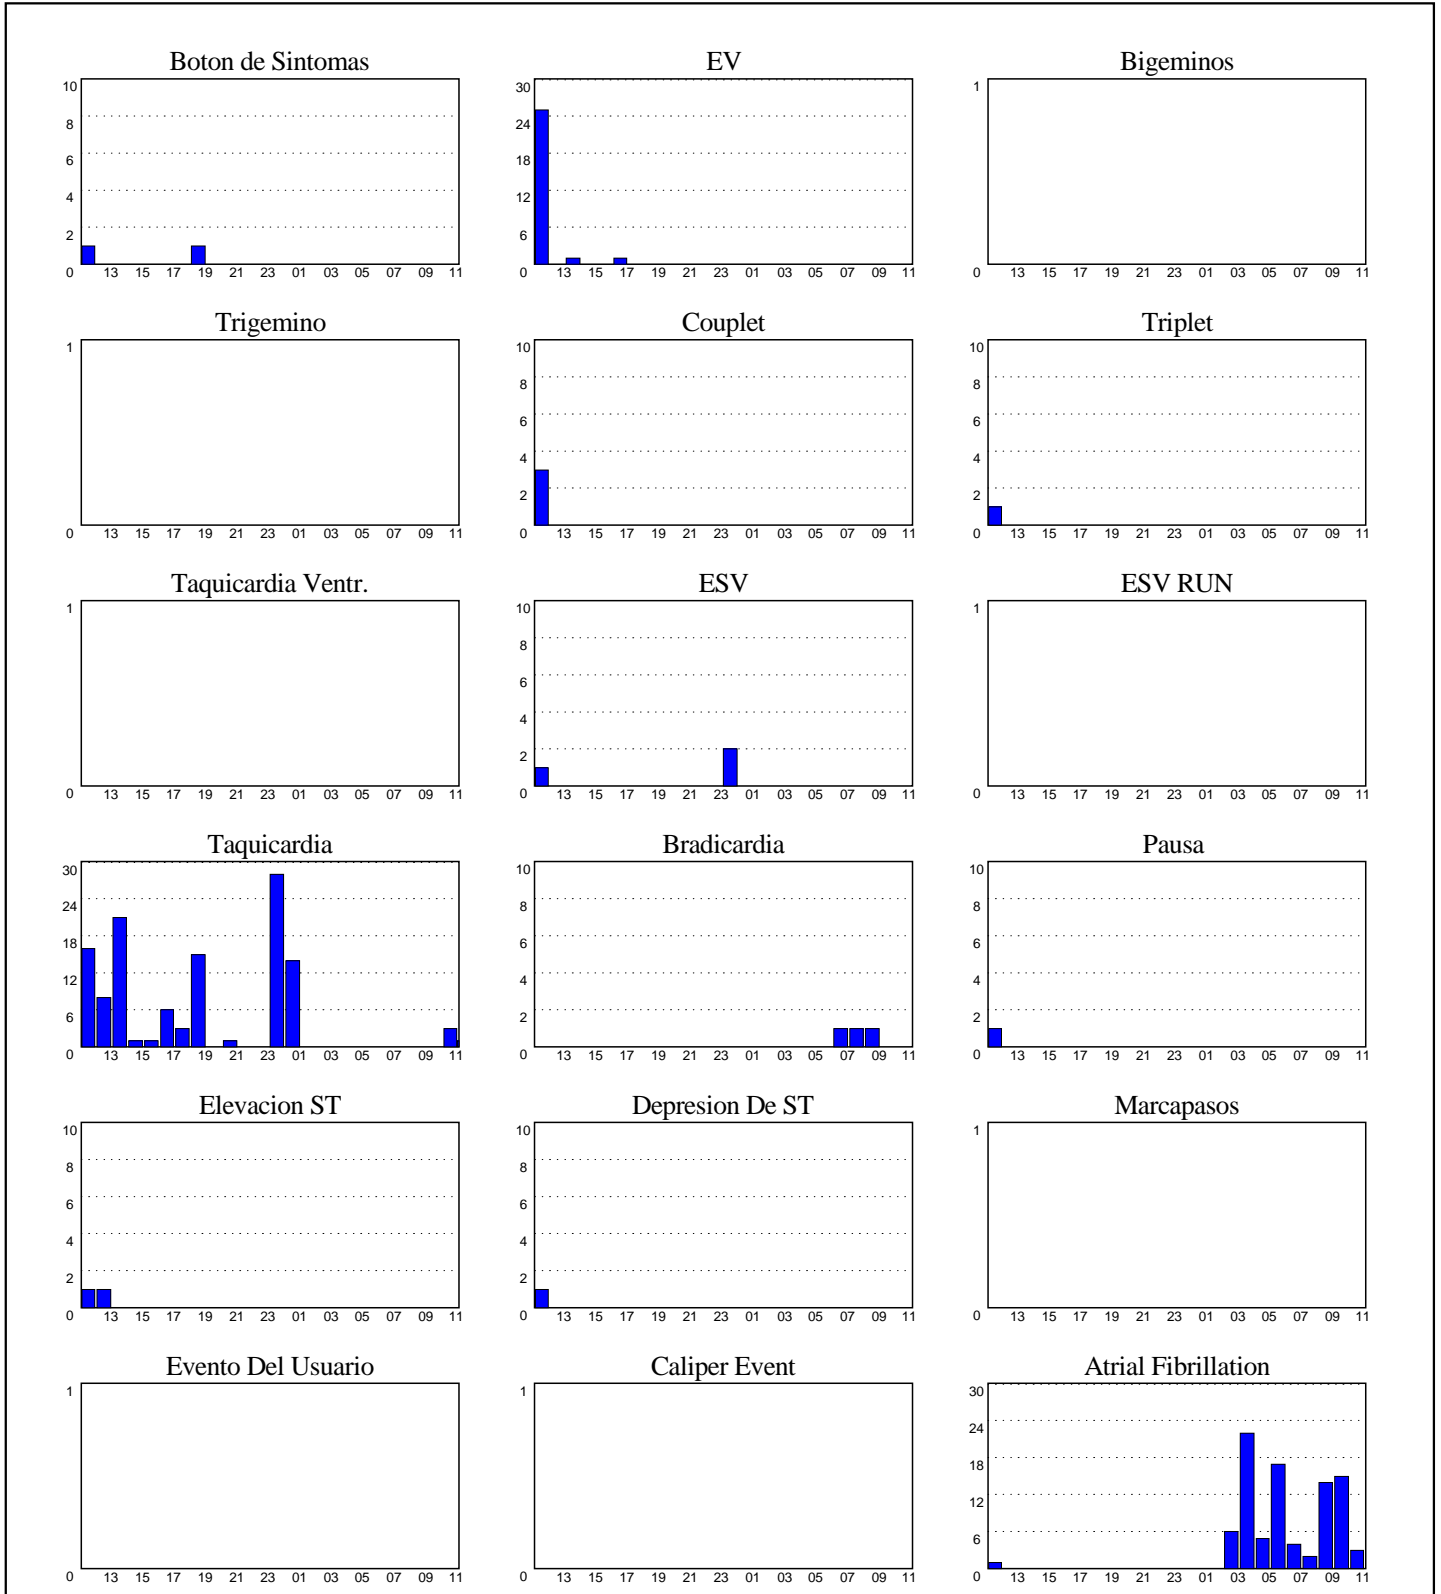 Boton de Sintomas EV Bigeminos
10 30 1
8 24
6 18
4 12
2 6
0 13 15 17 19 21 23 01 03 05 07 09 11 0 13 15 17 19 21 23 01 03 05 07 09 11 0 13 15 17 19 21 23 01 03 05 07 09 11
Trigemino Couplet Triplet
1 10 10
8 8
6 6
4 4
2 2
0 13 15 17 19 21 23 01 03 05 07 09 11 0 13 15 17 19 21 23 01 03 05 07 09 11 0 13 15 17 19 21 23 01 03 05 07 09 11
Taquicardia Ventr. ESV ESV RUN
1 10 1
8
6
4
2
0 13 15 17 19 21 23 01 03 05 07 09 11 0 13 15 17 19 21 23 01 03 05 07 09 11 0 13 15 17 19 21 23 01 03 05 07 09 11
Taquicardia Bradicardia Pausa
30 10 10
24 8 8
18 6 6
12 4 4
6 2 2
0 13 15 17 19 21 23 01 03 05 07 09 11 0 13 15 17 19 21 23 01 03 05 07 09 11 0 13 15 17 19 21 23 01 03 05 07 09 11
Elevacion ST Depresion De ST Marcapasos
10 10 1
8 8
6 6
4 4
2 2
0 13 15 17 19 21 23 01 03 05 07 09 11 0 13 15 17 19 21 23 01 03 05 07 09 11 0 13 15 17 19 21 23 01 03 05 07 09 11
Evento Del Usuario Caliper Event Atrial Fibrillation
1 1 30
24
18
12
6
0 13 15 17 19 21 23 01 03 05 07 09 11 0 13 15 17 19 21 23 01 03 05 07 09 11 0 13 15 17 19 21 23 01 03 05 07 09 11